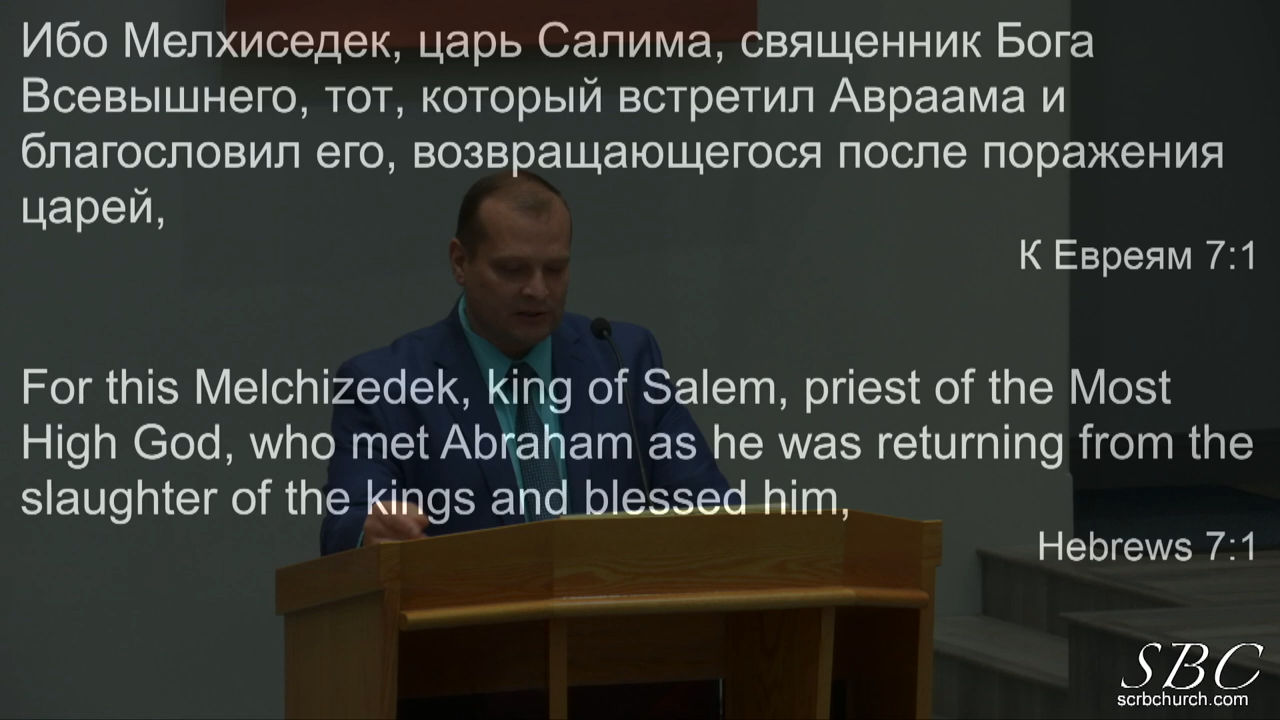 Ибо Мелхиседек, царь Салима, священник Бога
Всевышнего, тот, который встретил Авраама и
благословил его, возвращающегося после поражения
царей,
К Евреям 7:1
For this Melchizedek, king of Salem, priest of the Most
High God, who met Abraham as he was returning from the
slaughter of the kings and blessed him,
Hebrews 7:1
SBC
scrbchurch.com